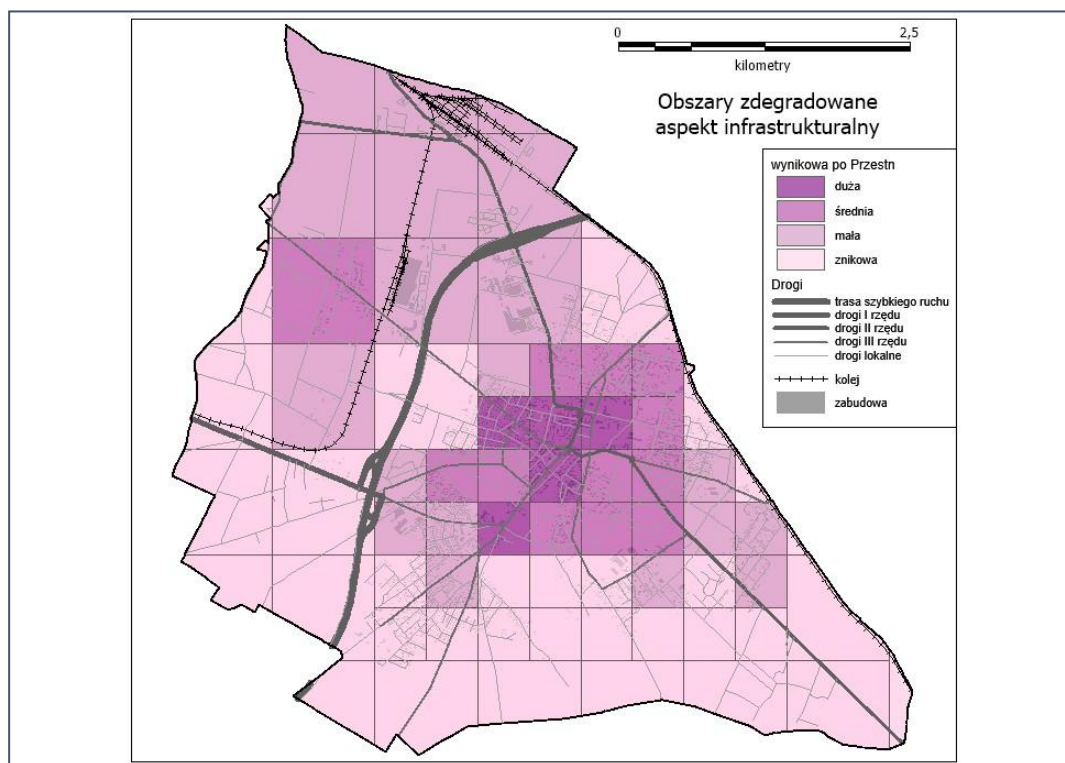 0 2,5
kilometry
Obszary zdegradowane
aspekt infrastrukturalny
wynikowa po Przestn
duża
średnia
mała
znikowa
Drogi
trasa szybkiego ruchu
drogi I rzędu
drogi II rzędu
drogi III rzędu
drogi lokalne
kolej
zabudowa